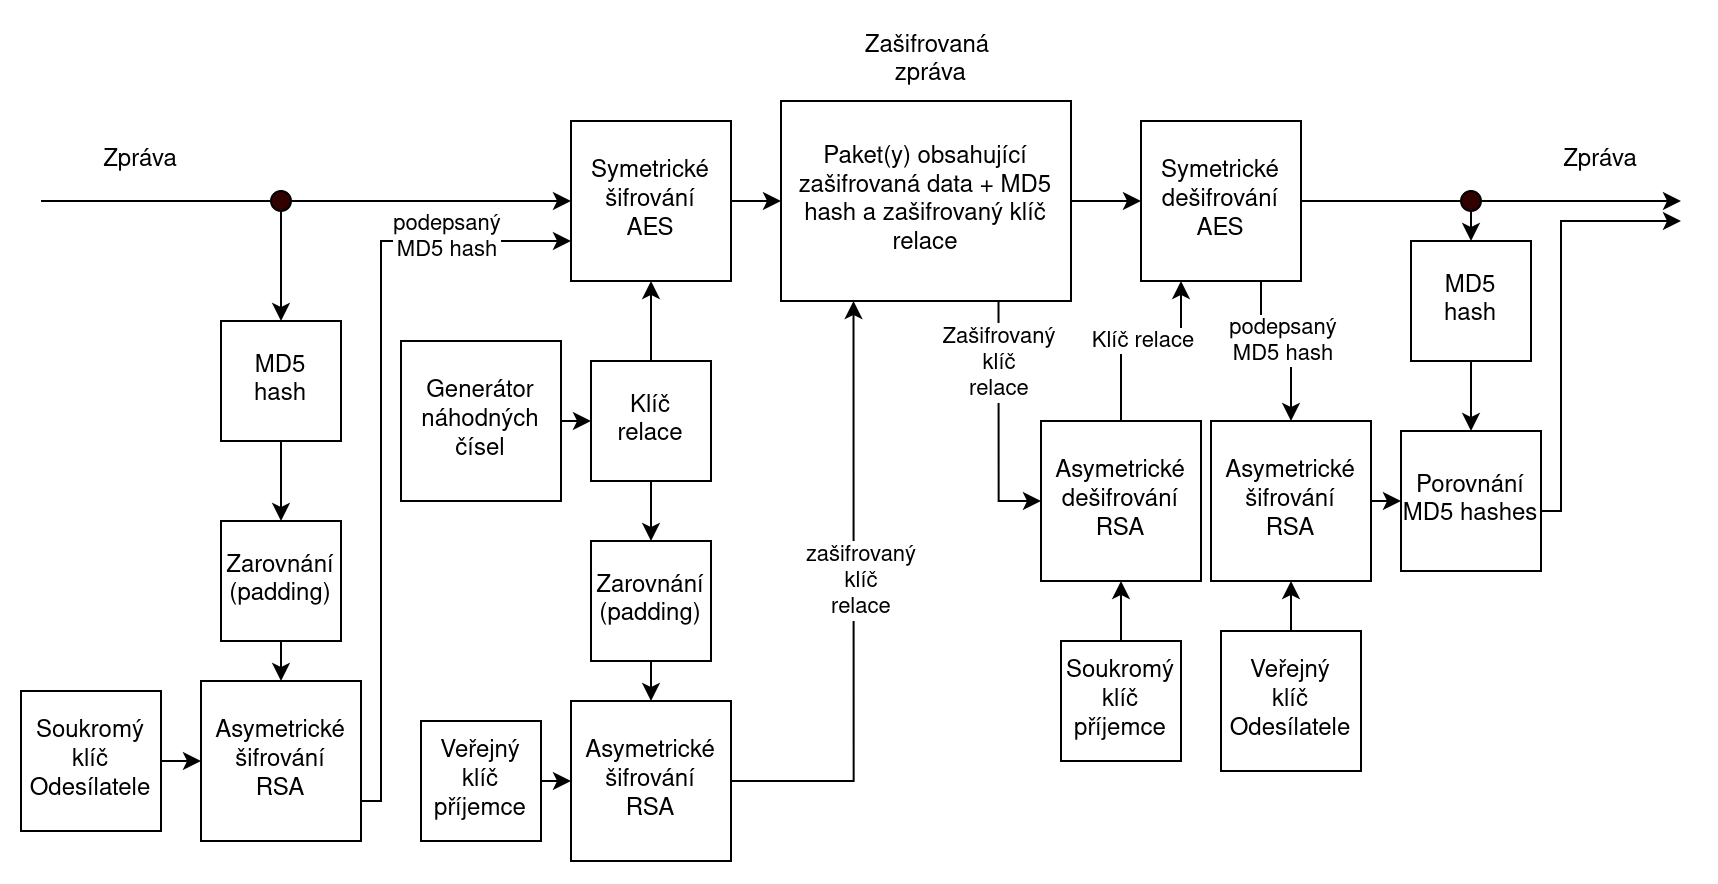 Zašifrovaná
zpráva
Zpráva
Symetrické
šifrování
AES
Paket(y) obsahující
zašifrovaná data + MD5
hash a zašifrovaný klíč
relace
Symetrické
dešifrování
AES
Zpráva
podepsaný
MD5 hash
MD5
hash
Generátor
náhodných
čísel
Klíč
relace
Zašifrovaný
klíč
relace
Klíč relace
podepsaný
MD5 hash
MD5
hash
Asymetrické
dešifrování
RSA
Asymetrické
šifrování
RSA
Porovnání
MD5 hashes
Zarovnání
(padding)
Zarovnání
(padding)
zašifrovaný
klíč
relace
Soukromý
klíč
Odesílatele
Asymetrické
šifrování
RSA
Veřejný
klíč
příjemce
Asymetrické
šifrování
RSA
Soukromý
klíč
příjemce
Veřejný
klíč
Odesílatele